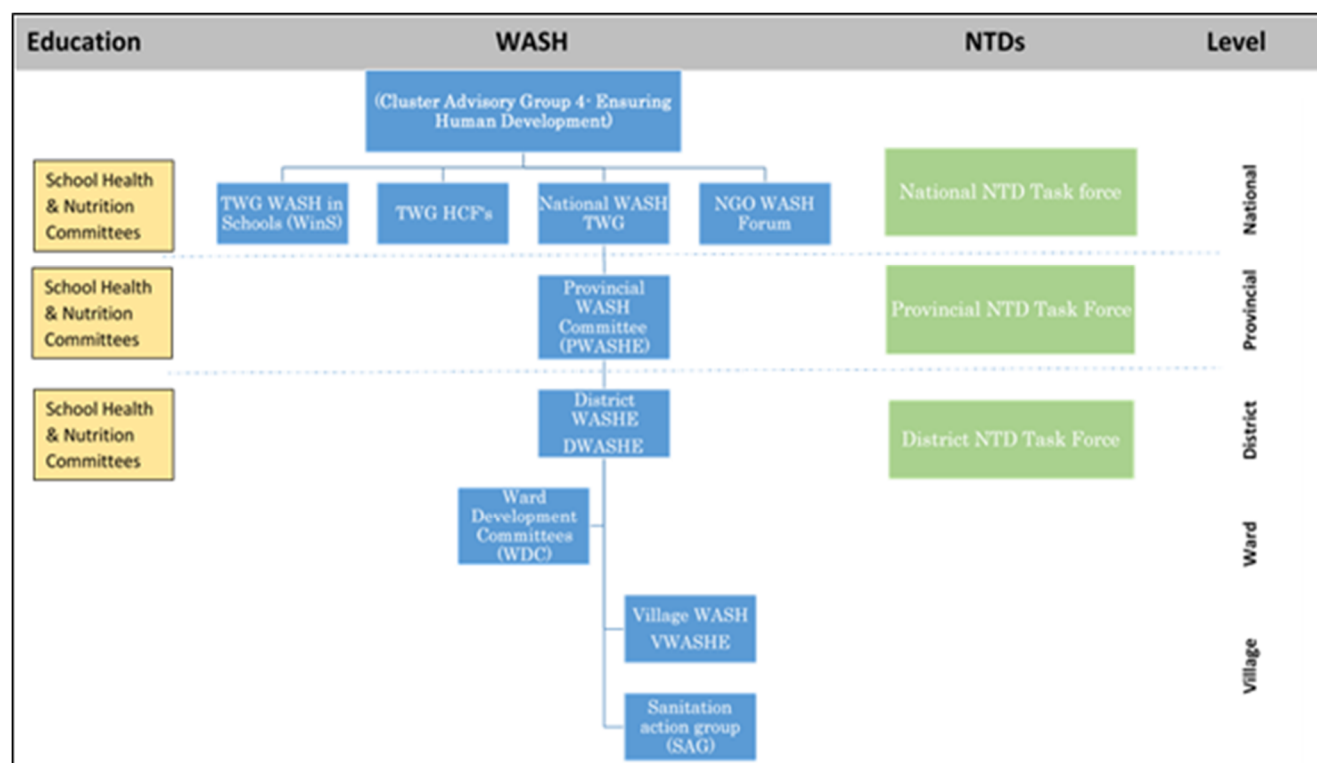 Education WASH NTDs Level
(Cluster Advisory Group 4- Ensuring
Human Development)
School Health
& Nutrition
Committees
TWG WASH in
Schools (WinS)
TWG HCF's
National WASH
TWG
NGO WASH
Forum
National NTD Task force
National
School Health
& Nutrition
Committees
Provincial
WASH
Committee
(PWASHE)
Provincial NTD Task Force
Provincial
School Health
& Nutrition
Committees
District
WASHE
DWASHE
District NTD Task Force
District
Ward
Development
Committees
(WDC)
Ward
Village WASH
VWASHE
Village
Sanitation
action group
(SAG)